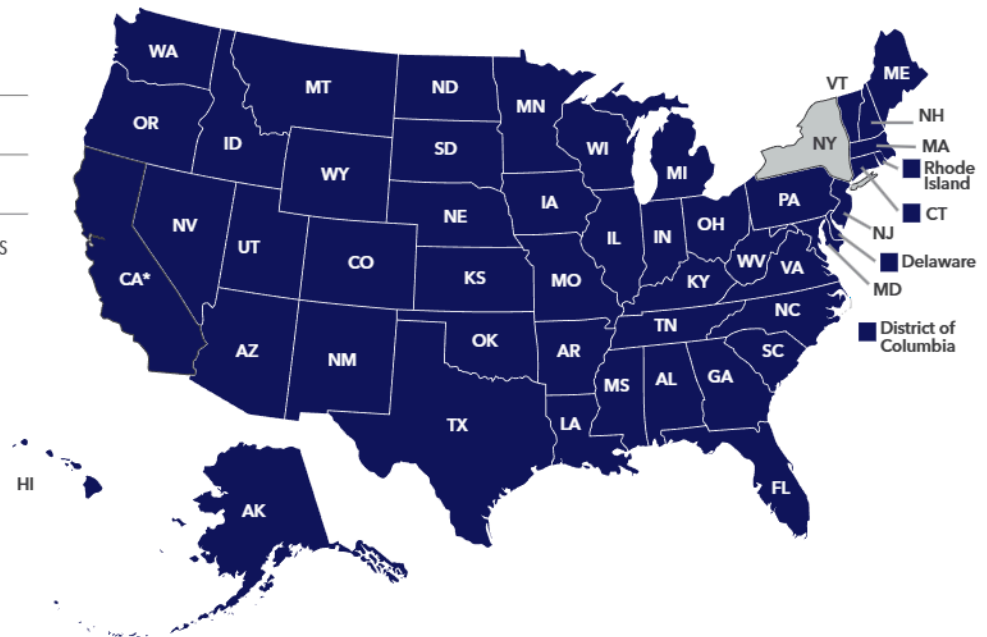 WA
MT
ND
MN
VT
ME
OR
ID
NH
SD
WI
NY
MA
WY
MI
Rhode
Island
IA
NE
PA
NV
CT
UT
IL
IN
OH
NJ
CO
WV
Delaware
CA*
KS
MO
KY
VA
MD
NC
TN
District of
Columbia
OK
AZ
NM
AR
SC
MS
AL
GA
TX
LA
HI
FL
AK
S